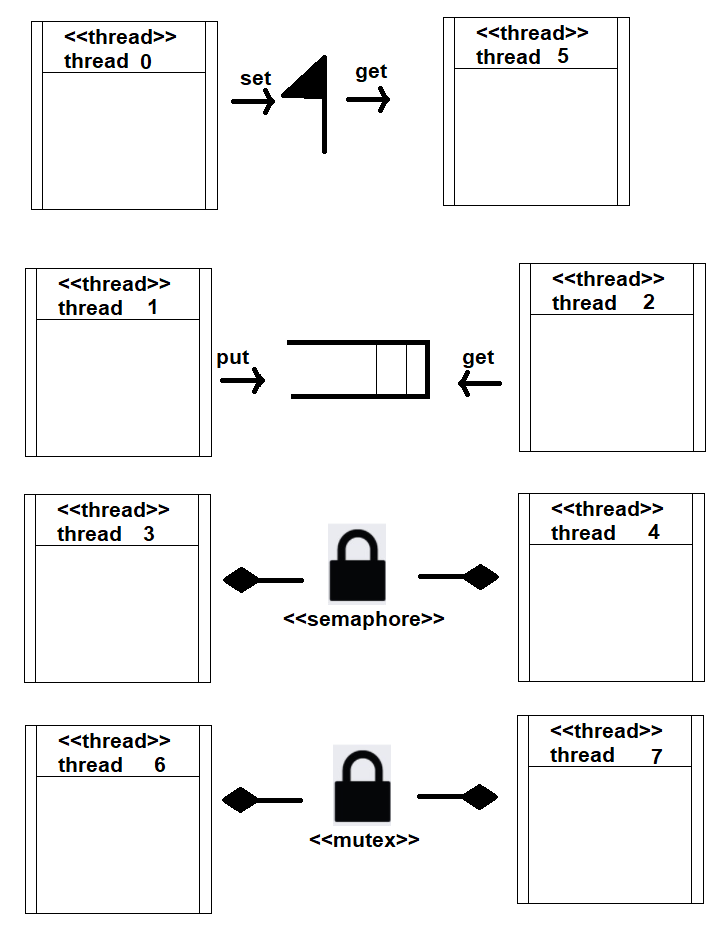 <<thread>>
thread 0
<<thread>>
thread 5
set
get
<<thread>>
thread 1
<<thread>>
thread 2
put
get
<<thread>>
thread 3
<<thread>>
thread 4
<<semaphore>>
<<thread>>
thread 6
<<thread>>
thread 7
<<mutex>>